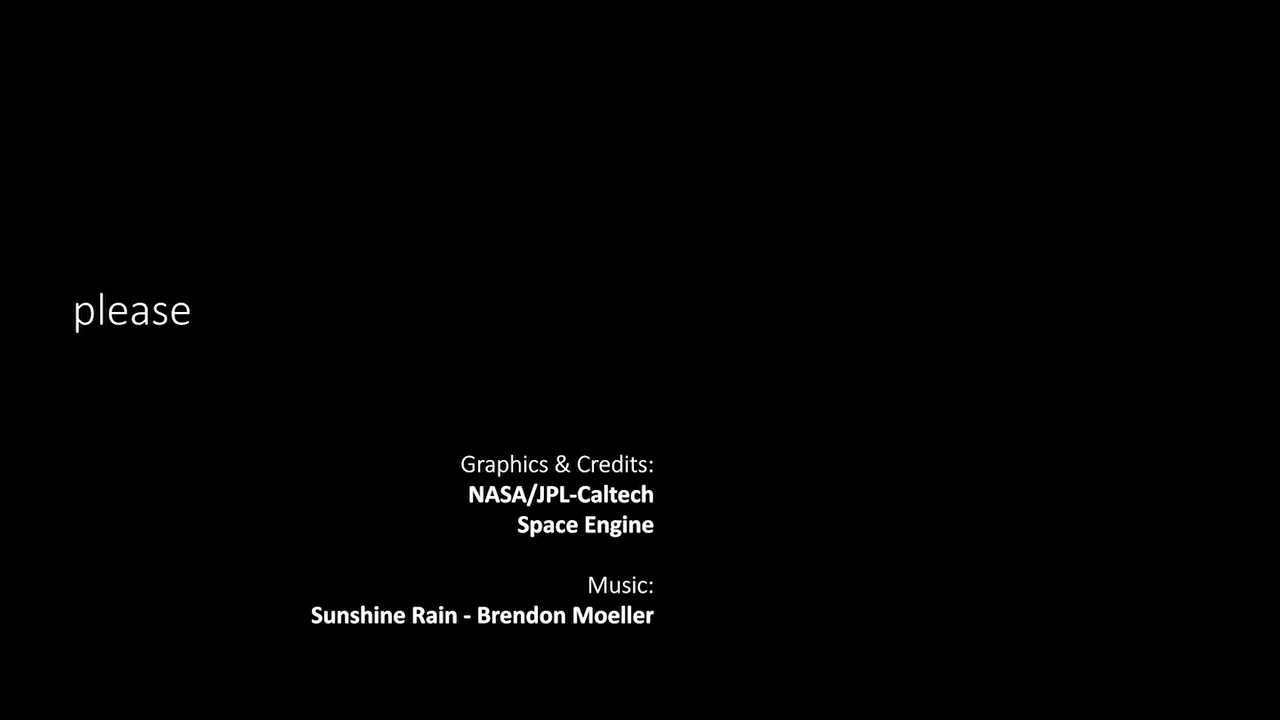 please
Graphics & Credits:
NASA/JPL-Caltech
Space Engine
Music:
Sunshine Rain - Brendon Moeller